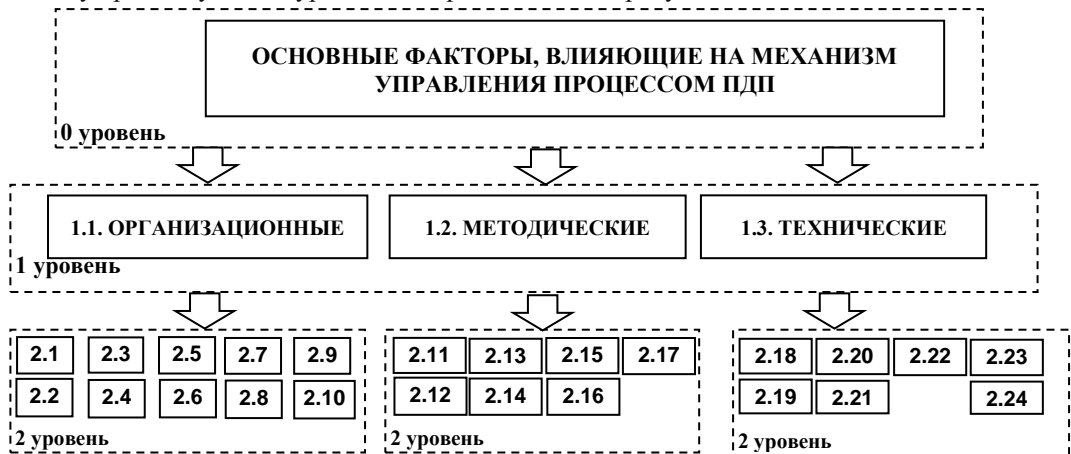 ОСНОВНЫЕ ФАКТОРЫ, ВЛИЯЮЩИЕ НА МЕХАНИЗМ
УПРАВЛЕНИЯ ПРОЦЕССОМ ПДП
0 уровень
1.1. ОРГАНИЗАЦИОННЫЕ
1.2. МЕТОДИЧЕСКИЕ
1.3. ТЕХНИЧЕСКИЕ
1 уровень
2.1 2.3 2.5 2.7 2.9
2.2 2.4 2.6 2.8 2.10
2 уровень
2.11 2.13 2.15 2.17
2.12 2.14 2.16
2 уровень
2.18 2.20 2.22 2.23
2.19 2.21 2.24
2 уровень